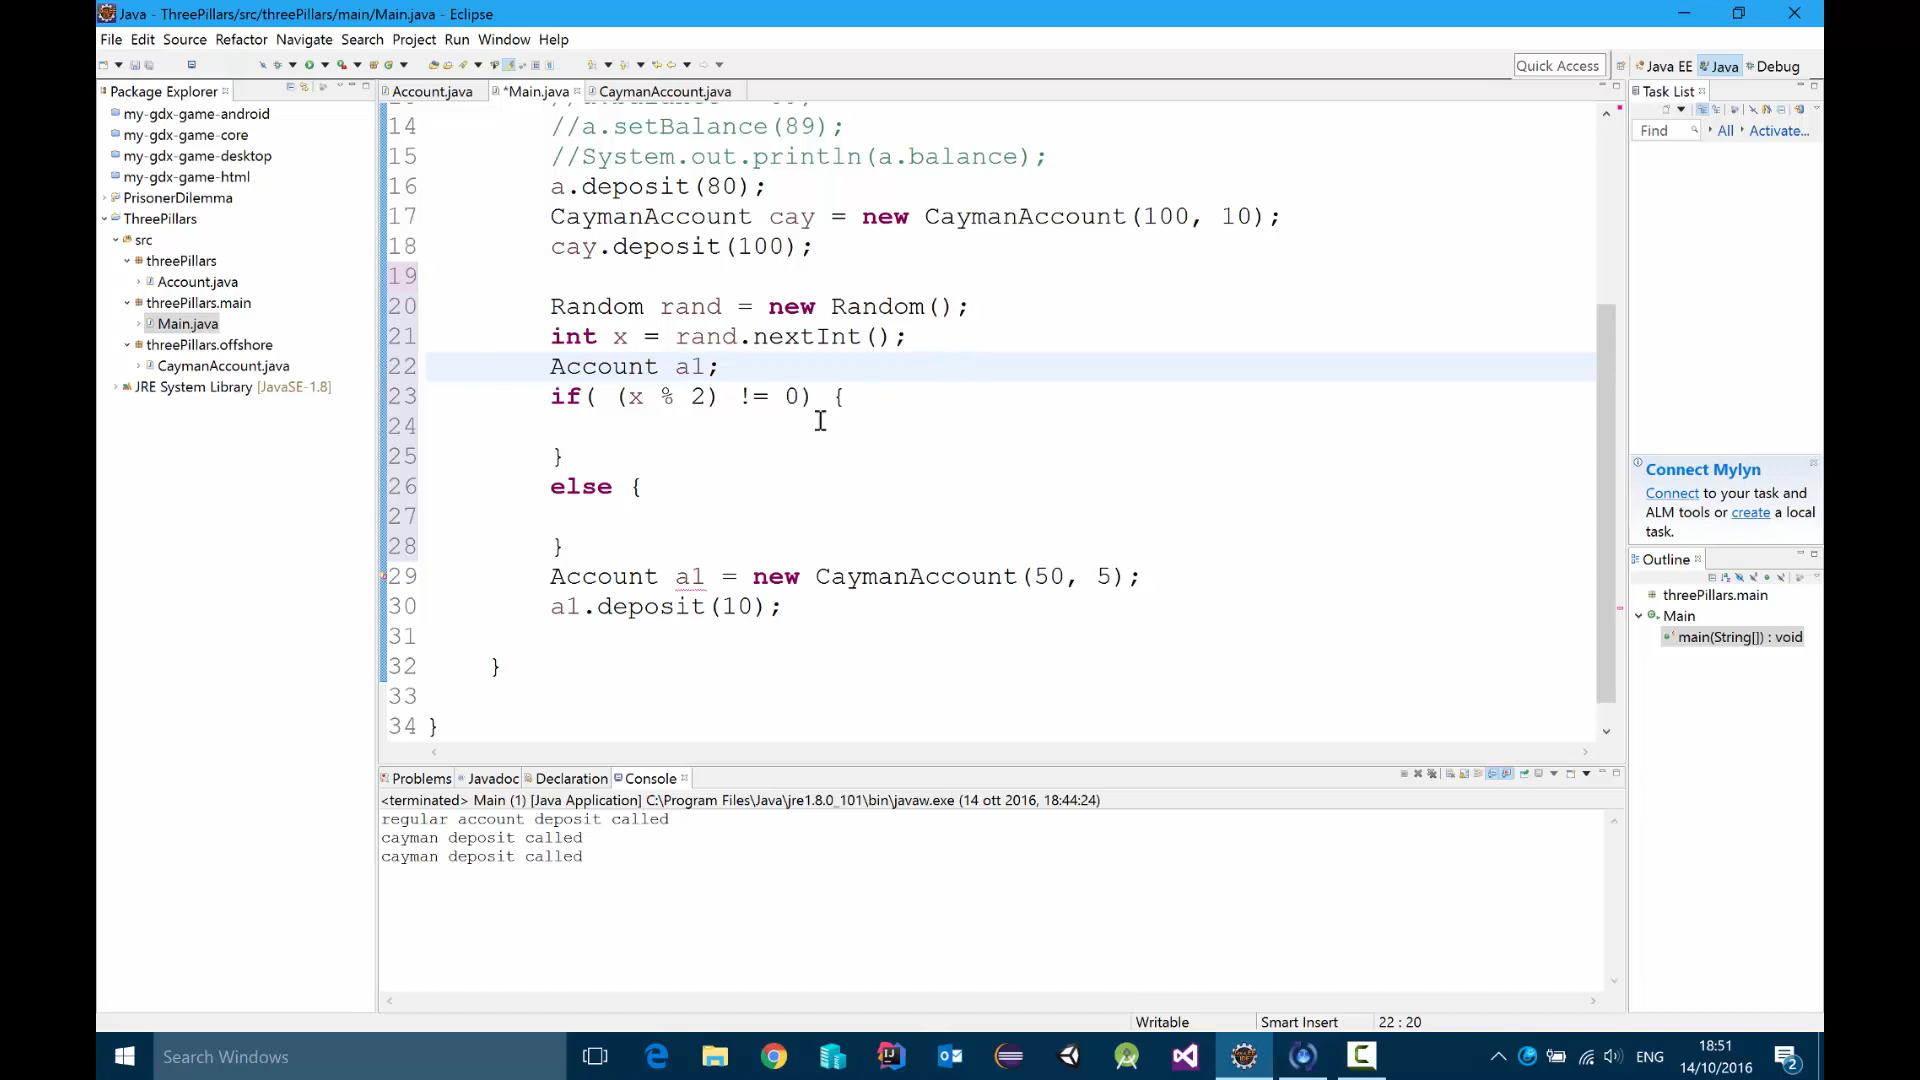 Java - ThreePillars/src/threePillars/main/Main.java - Eclipse
File Edit Source Refactor Navigate Search Project Run Window Help
Quick Access
Java EE
Java
Debug
Package Explorer
my-gdx-game-android
my-gdx-game-core
my-gdx-game-desktop
my-gdx-game-html
PrisonerDilemma
ThreePillars
src
threePillars
Account.java
threePillars.main
Main.java
threePillars.offshore
CaymanAccount.java
JRE System Library [JavaSE-1.8]
Account.java
*Main.java
CaymanAccount.java
14 //a.setBalance(89);
15 //System.out.println(a.balance);
16 a.deposit(80);
17 CaymanAccount cay = new CaymanAccount(100, 10);
18 cay.deposit(100);
19
20 Random rand = new Random();
21 int x = rand.nextInt();
22 Account a1;
23 if( (x % 2) != 0) {
24
25 }
26 else {
27
28 }
29 Account a1 = new CaymanAccount(50, 5);
30 a1.deposit(10);
31
32 }
33
34 }
Problems Javadoc Declaration Console
<terminated> Main (1) [Java Application] C:\Program Files\Java\jre1.8.0_101\bin\javaw.exe (14 ott 2016, 18:44:24)
regular account deposit called
cayman deposit called
cayman deposit called
Task List
Find
All
Activate...
Connect Mylyn
Connect to your task and
ALM tools or create a local
task.
Outline
threePillars.main
Main
main(String[]) : void
Writable
Smart Insert
22 : 20
Search Windows
ENG
18:51
14/10/2016
2